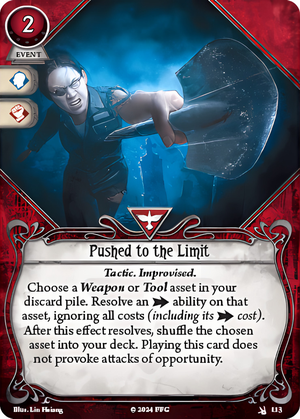 2
EVENT
Pushed to the Limit
Tactic. Improvised.
Choose a Weapon or Tool asset in your
discard pile. Resolve an ability on that
asset, ignoring all costs (including its cost).
After this effect resolves, shuffle the chosen
asset into your deck. Playing this card does
not provoke attacks of opportunity.
Illus. Lin Hsiang
© 2024 FFG
113